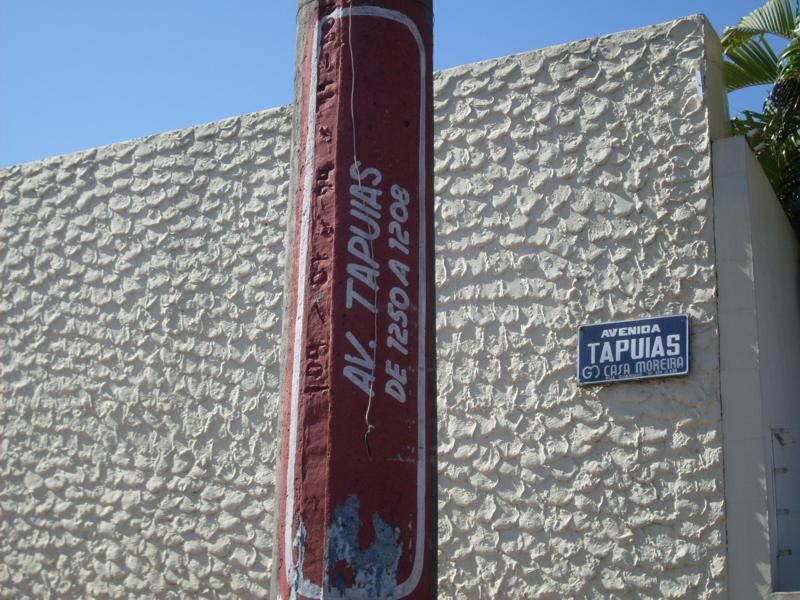 AV. TAPUIAS
DE 1250 A 1208
AVENIDA
TAPUIAS
CASA MOREIRA